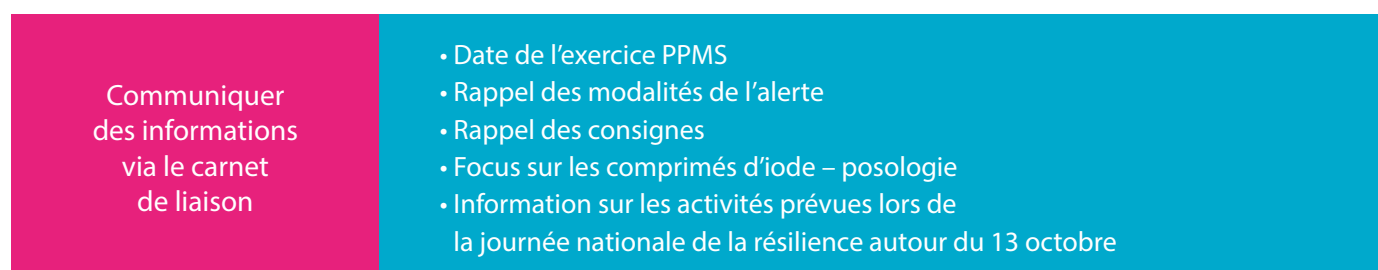 Communiquer
des informations
via le carnet
de liaison
• Date de l’exercice PPMS
• Rappel des modalités de l’alerte
• Rappel des consignes
• Focus sur les comprimés d’iode – posologie
• Information sur les activités prévues lors de
la journée nationale de la résilience autour du 13 octobre